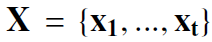 X = {x1, ..., xt}